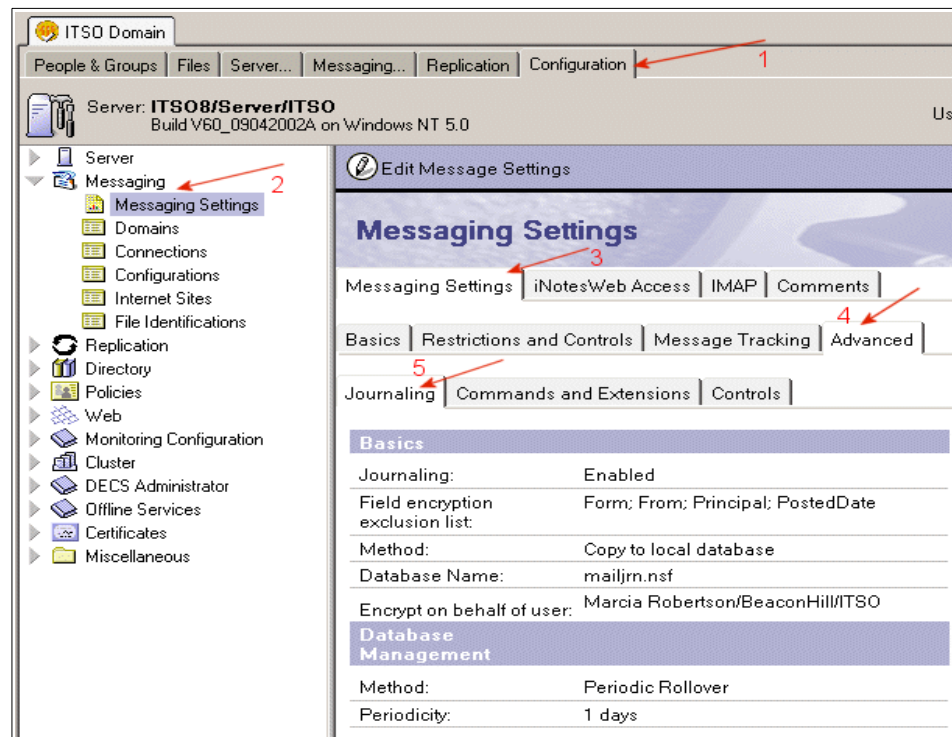 ITSO Domain
People & Groups Files Server... Messaging... Replication Configuration 1
Server: ITSO8/Server/ITSO
Build V60_09042002A on Windows NT 5.0
Us
Server
Messaging 2
Messaging Settings
Domains
Connections
Configurations
Internet Sites
File Identifications
Replication
Directory
Policies
Web
Monitoring Configuration
Cluster
DECS Administrator
Offline Services
Certificates
Miscellaneous
Edit Message Settings
Messaging Settings
3
Messaging Settings iNotesWeb Access IMAP Comments
4
Basics Restrictions and Controls Message Tracking Advanced
5
Journaling Commands and Extensions Controls
Basics
Journaling: Enabled
Field encryption Form; From; Principal; PostedDate
exclusion list:
Method: Copy to local database
Database Name: mailjrn.nsf
Encrypt on behalf of user: Marcia Robertson/BeaconHill/ITSO
Database
Management
Method: Periodic Rollover
Periodicity: 1 days